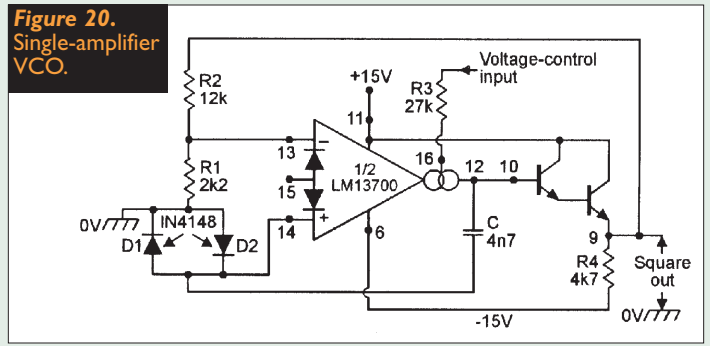 Figure 20.
Single-amplifier
VCO.
R2
12k
+15V
R3
27k
Voltage-control
input
11
13
16
12
10
1/2
LM13700
15
R1
2k2
14
6
0V
IN4148
D1
D2
C
4n7
9
R4
4k7
Square
out
0V
-15V
−
+